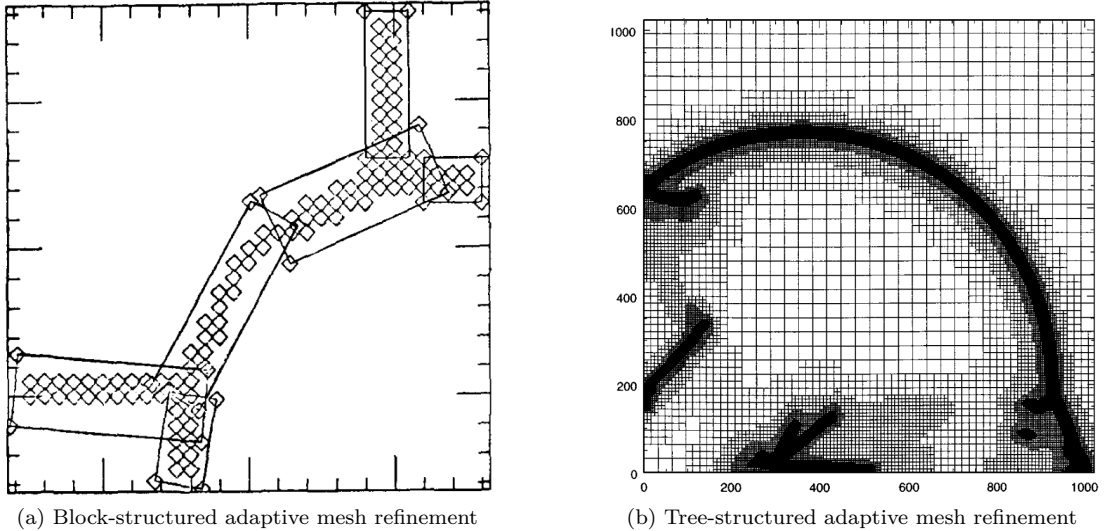 1000
800
600
400
200
0
0 200 400 600 800 1000
(a) Block-structured adaptive mesh refinement
(b) Tree-structured adaptive mesh refinement